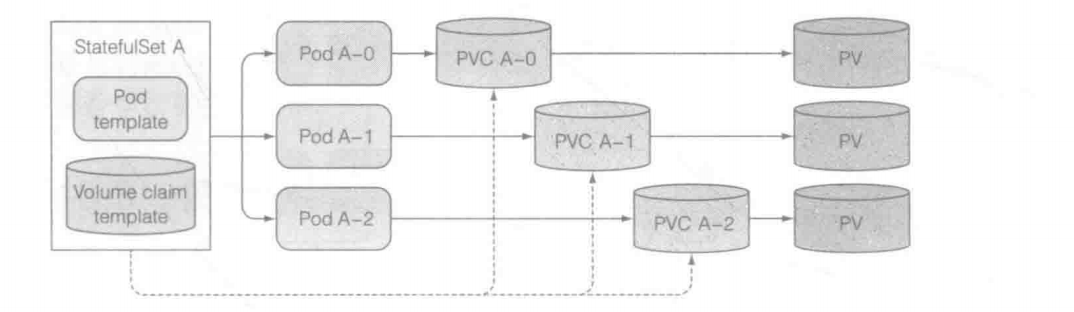 StatefulSet A
Pod
template
Volume claim
template
Pod A-0
PVC A-0
PV
Pod A-1
PVC A-1
PV
Pod A-2
PVC A-2
PV